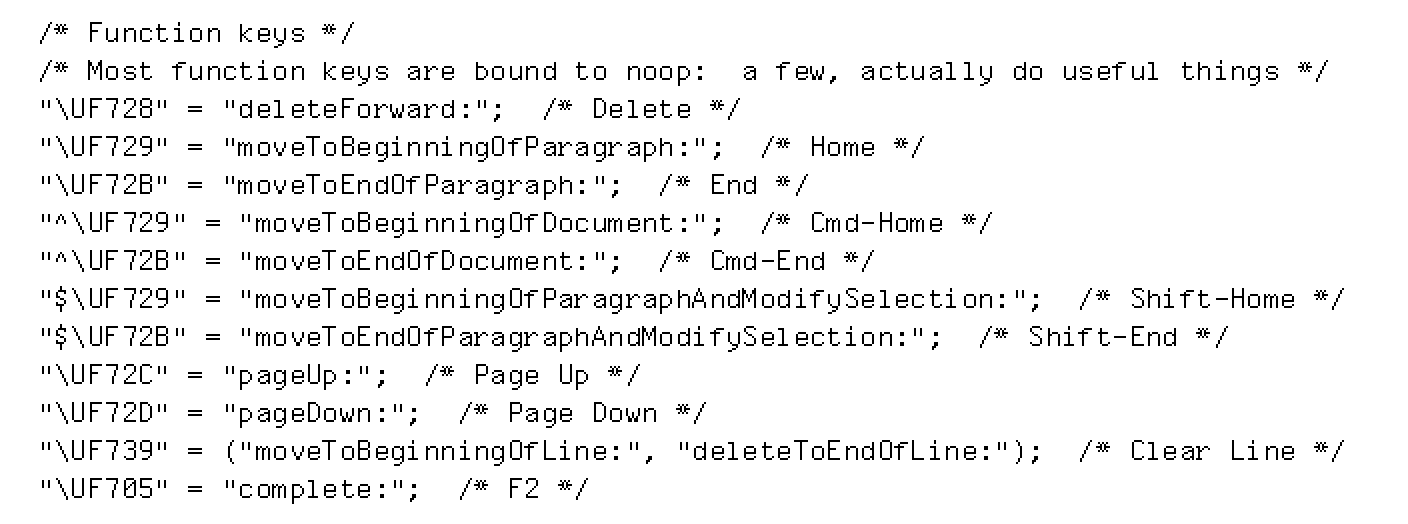 /* Function keys */
/* Most function keys are bound to noop:  a few, actually do useful things */
"\UF728" = "deleteForward:";  /* Delete */
"\UF729" = "moveToBeginningOfParagraph:";  /* Home */
"\UF72B" = "moveToEndOfParagraph:";  /* End */
"^\UF729" = "moveToBeginningOfDocument:";  /* Cmd-Home */
"^\UF72B" = "moveToEndOfDocument:";  /* Cmd-End */
"$\UF729" = "moveToBeginningOfParagraphAndModifySelection:";  /* Shift-Home */
"$\UF72B" = "moveToEndOfParagraphAndModifySelection:";  /* Shift-End */
"\UF72C" = "pageUp:";  /* Page Up */
"\UF72D" = "pageDown:";  /* Page Down */
"\UF739" = ("moveToBeginningOfLine:", "deleteToEndOfLine:");  /* Clear Line */
"\UF705" = "complete:";  /* F2 */